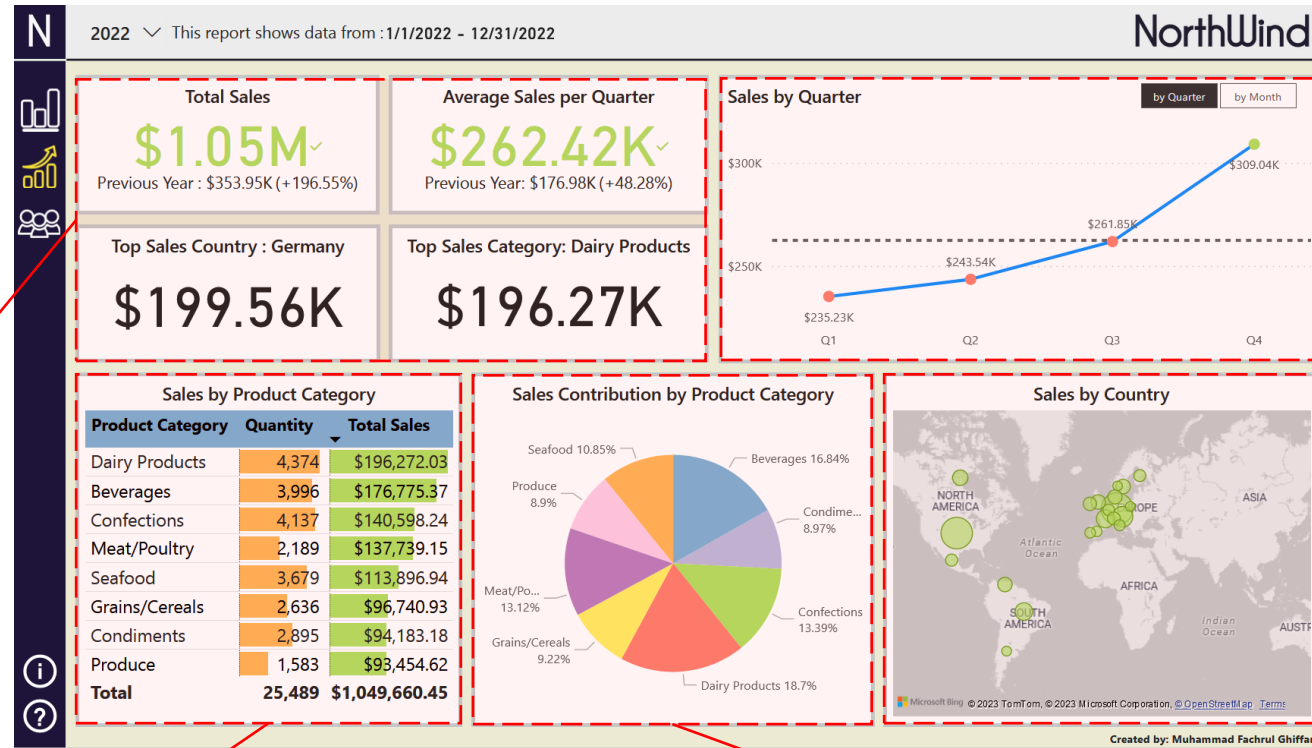 N
2022 This report shows data from : 1/1/2022 - 12/31/2022
NorthWind
Total Sales
$1.05M
Previous Year : $353.95K (+196.55%)
Average Sales per Quarter
$262.42K
Previous Year: $176.98K (+48.28%)
Top Sales Country : Germany
$199.56K
Top Sales Category: Dairy Products
$196.27K
Sales by Quarter
by Quarter
by Month
$300K
$250K
$309.04K
$261.85K
$243.54K
$235.23K
Q1
Q2
Q3
Q4
Sales by Product Category
Product Category Quantity Total Sales
Dairy Products 4,374 $196,272.03
Beverages 3,996 $176,775.37
Confections 4,137 $140,598.24
Meat/Poultry 2,189 $137,739.15
Seafood 3,679 $113,896.94
Grains/Cereals 2,636 $96,740.93
Condiments 2,895 $94,183.18
Produce 1,583 $93,454.62
Total 25,489 $1,049,660.45
Sales Contribution by Product Category
Seafood 10.85%
Beverages 16.84%
Produce
8.9%
Condime...
8.97%
Meat/Po...
13.12%
Confections
13.39%
Grains/Cereals
9.22%
Dairy Products 18.7%
Sales by Country
NORTH
AMERICA
ROPE
ASIA
Atlantic
Ocean
AFRICA
SOUTH
AMERICA
Indian
Ocean
AUSTR
Microsoft Bing © 2023 TomTom, © 2023 Microsoft Corporation, © OpenStreetMap Terms
i
?
Created by: Muhammad Fachrul Ghiffar